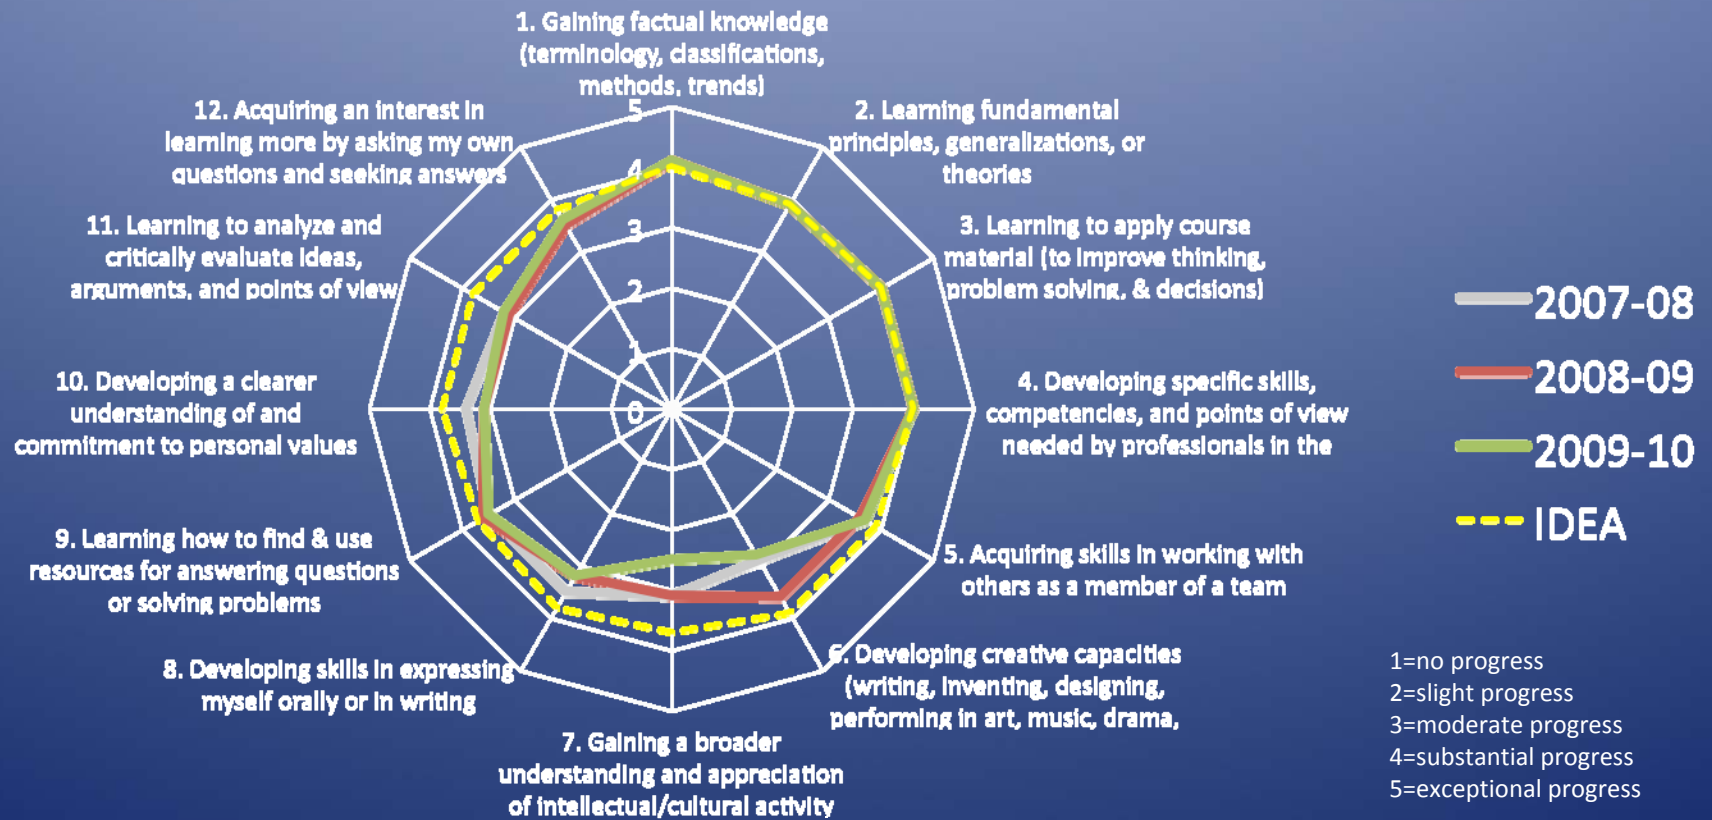 1. Gaining factual knowledge
(terminology, classifications,
methods, trends)
2. Learning fundamental
principles, generalizations, or
theories
3. Learning to apply course
material (to improve thinking,
problem solving, & decisions)
4. Developing specific skills,
competencies, and points of view
needed by professionals in the
5. Acquiring skills in working with
others as a member of a team
6. Developing creative capacities
(writing, inventing, designing,
performing in art, music, drama,
7. Gaining a broader
understanding and appreciation
of intellectual/cultural activity
8. Developing skills in expressing
myself orally or in writing
9. Learning how to find & use
resources for answering questions
or solving problems
10. Developing a clearer
understanding of and
commitment to personal values
11. Learning to analyze and
critically evaluate ideas,
arguments, and points of view
12. Acquiring an interest in
learning more by asking my own
questions and seeking answers
5
4
3
2
1
0
2007-08
2008-09
2009-10
IDEA
1=no progress
2=slight progress
3=moderate progress
4=substantial progress
5=exceptional progress